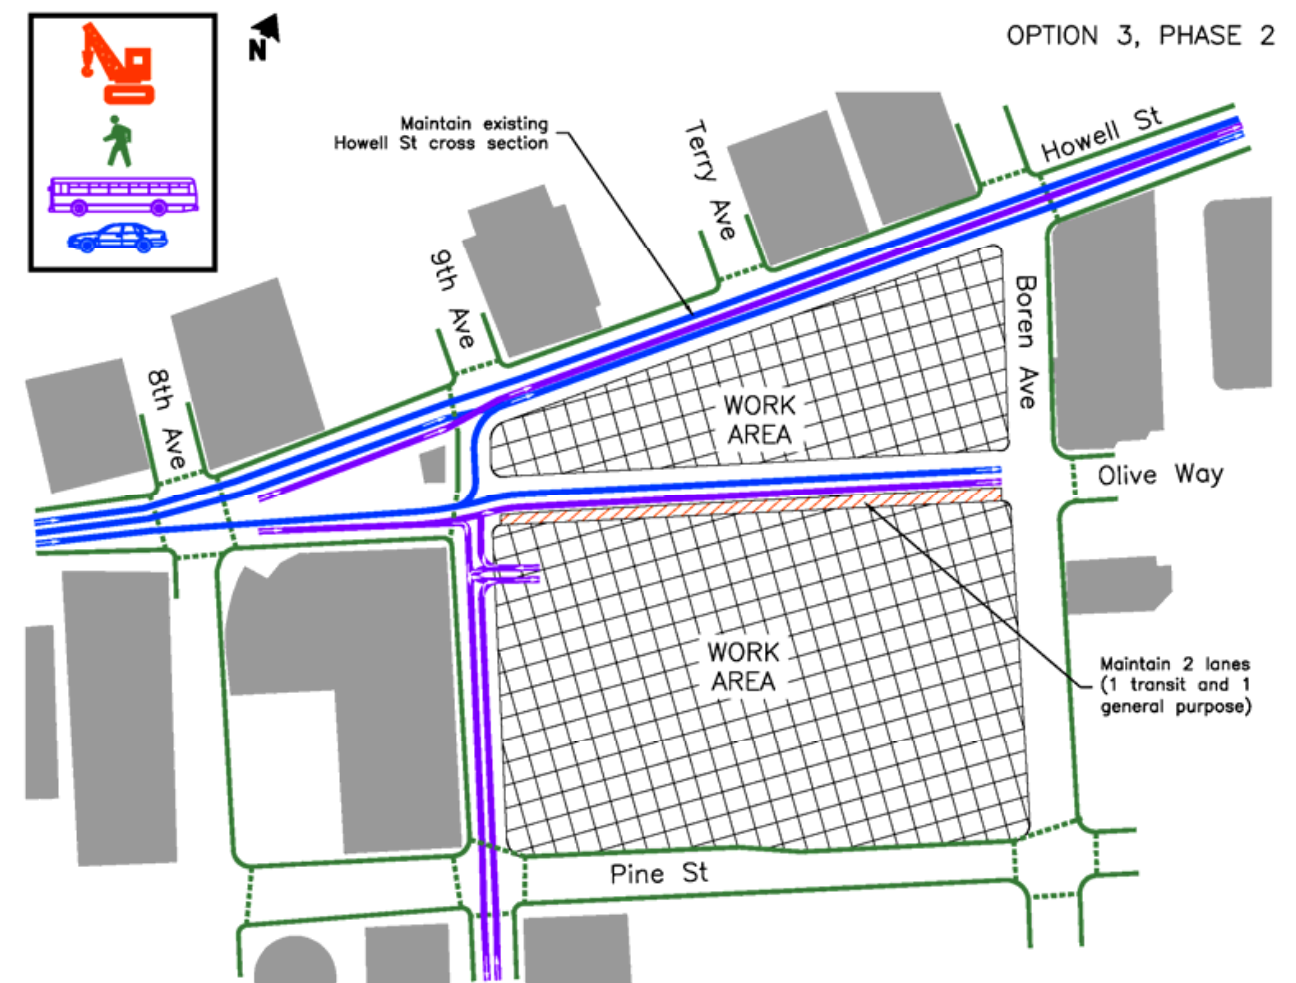 OPTION 3, PHASE 2
N
Maintain existing
Howell St cross section
Terry Ave
Howell St
9th Ave
8th Ave
Boren Ave
WORK
AREA
Olive Way
WORK
AREA
Maintain 2 lanes
(1 transit and 1
general purpose)
Pine St